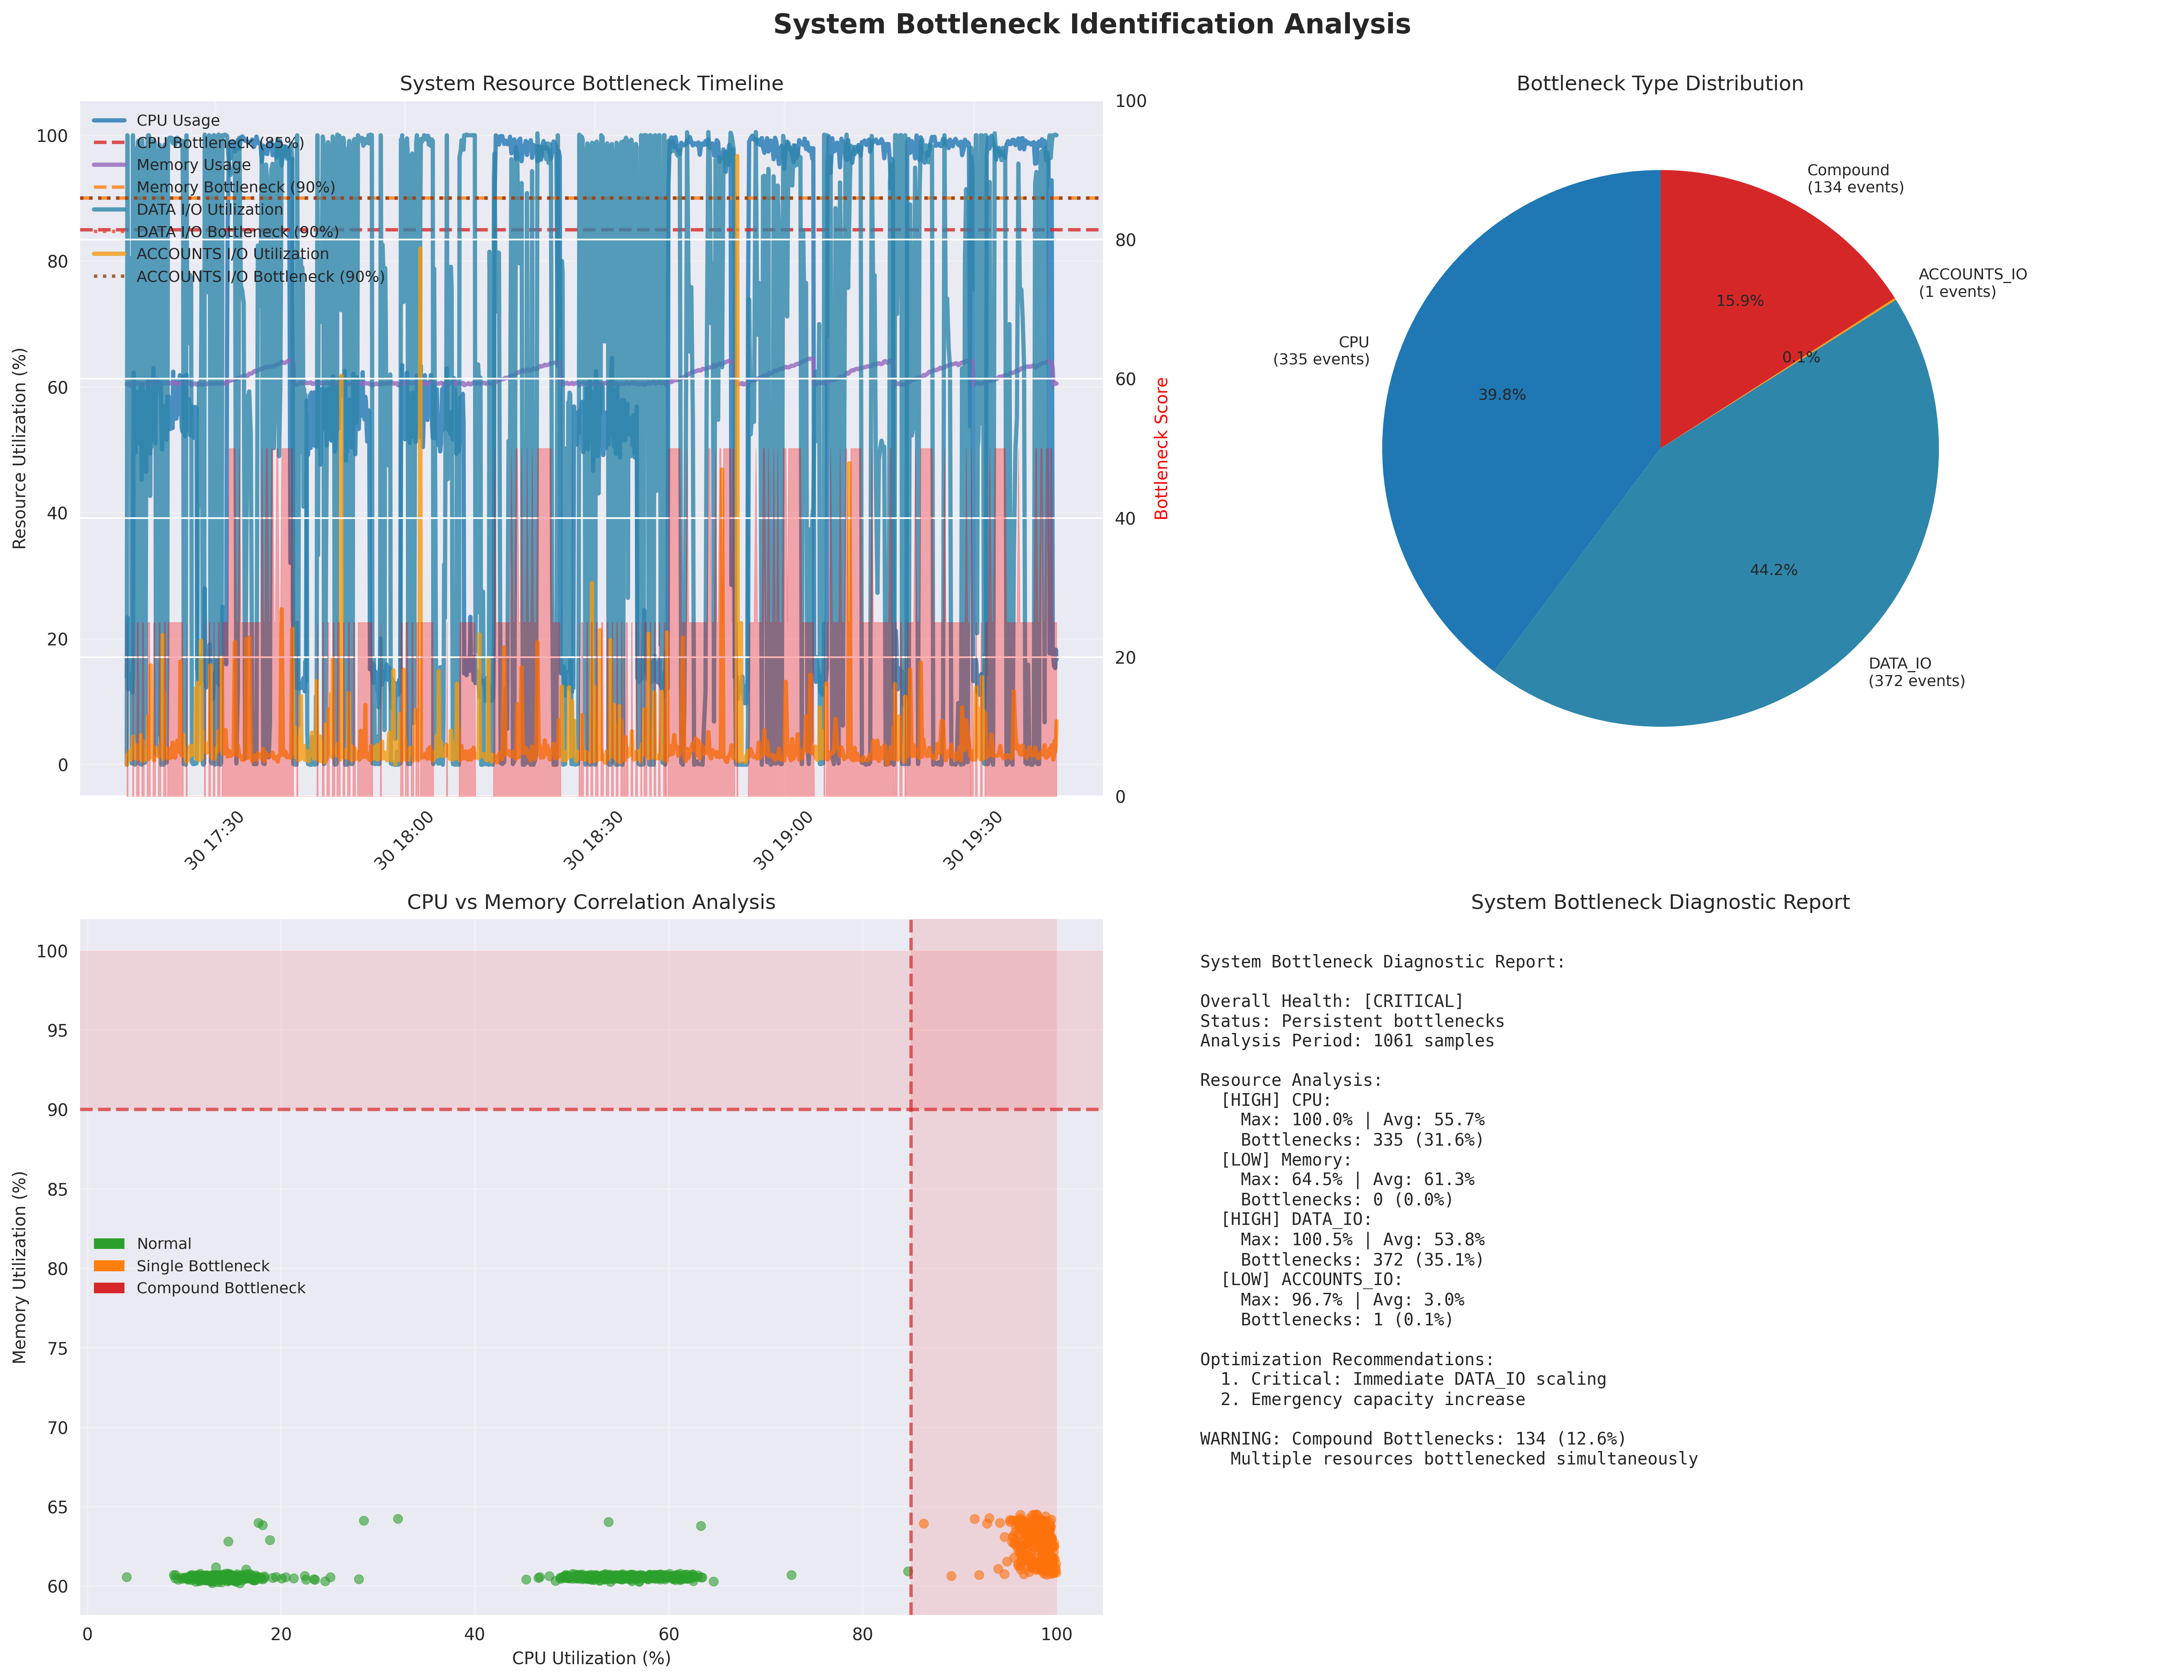 System Bottleneck Identification Analysis
System Resource Bottleneck Timeline
CPU Usage
CPU Bottleneck (85%)
Memory Usage
Memory Bottleneck (90%)
DATA I/O Utilization
DATA I/O Bottleneck (90%)
ACCOUNTS I/O Utilization
ACCOUNTS I/O Bottleneck (90%)
Resource Utilization (%)
100
80
60
40
20
0
100
80
60
40
20
0
Bottleneck Score
30 17:30
30 18:00
30 18:30
30 19:00
30 19:30
Bottleneck Type Distribution
Compound
(134 events)
ACCOUNTS_IO
(1 events)
CPU
(335 events)
DATA_IO
(372 events)
15.9%
0.1%
39.8%
44.2%
CPU vs Memory Correlation Analysis
Memory Utilization (%)
100
95
90
85
80
75
70
65
60
Normal
Single Bottleneck
Compound Bottleneck
0
20
40
60
80
100
CPU Utilization (%)
System Bottleneck Diagnostic Report
System Bottleneck Diagnostic Report:
Overall Health: [CRITICAL]
Status: Persistent bottlenecks
Analysis Period: 1061 samples
Resource Analysis:
[HIGH] CPU:
Max: 100.0% | Avg: 55.7%
Bottlenecks: 335 (31.6%)
[LOW] Memory:
Max: 64.5% | Avg: 61.3%
Bottlenecks: 0 (0.0%)
[HIGH] DATA_IO:
Max: 100.5% | Avg: 53.8%
Bottlenecks: 372 (35.1%)
[LOW] ACCOUNTS_IO:
Max: 96.7% | Avg: 3.0%
Bottlenecks: 1 (0.1%)
Optimization Recommendations:
1. Critical: Immediate DATA_IO scaling
2. Emergency capacity increase
WARNING: Compound Bottlenecks: 134 (12.6%)
Multiple resources bottlenecked simultaneously